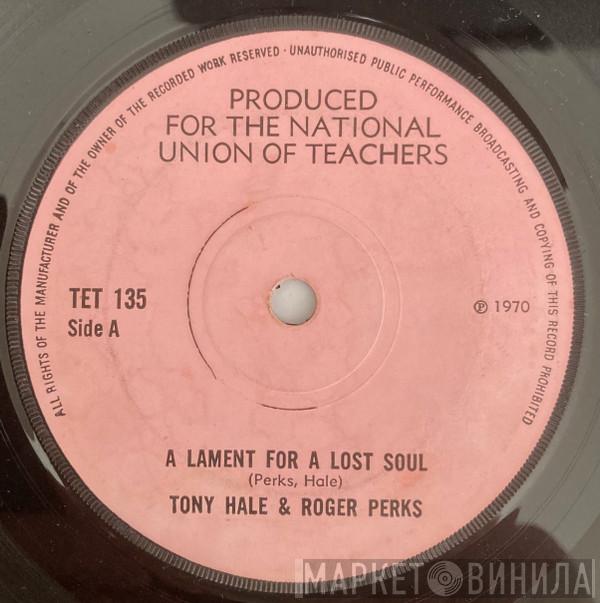 ALL RIGHTS OF THE MANUFACTURER AND OF THE OWNER OF THE RECORDED WORK RESERVED · UNAUTHORISED PUBLIC PERFORMANCE BROADCASTING AND COPYING OF THIS RECORD PROHIBITED
PRODUCED
FOR THE NATIONAL
UNION OF TEACHERS
TET 135
Side A
℗ 1970
A LAMENT FOR A LOST SOUL
(Perks, Hale)
TONY HALE & ROGER PERKS
МАРКЕТ ВИНИЛА